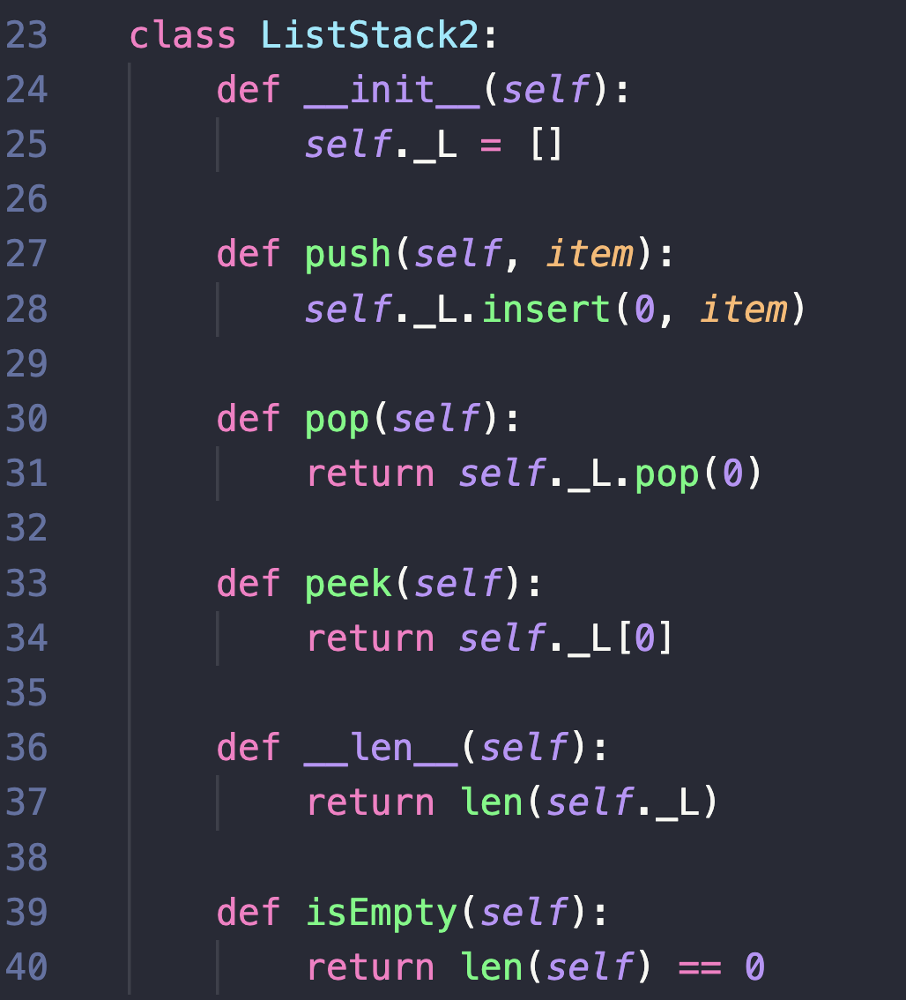 23 class ListStack2:
24     def __init__(self):
25         self._L = []
26
27     def push(self, item):
28         self._L.insert(0, item)
29
30     def pop(self):
31         return self._L.pop(0)
32
33     def peek(self):
34         return self._L[0]
35
36     def __len__(self):
37         return len(self._L)
38
39     def isEmpty(self):
40         return len(self) == 0